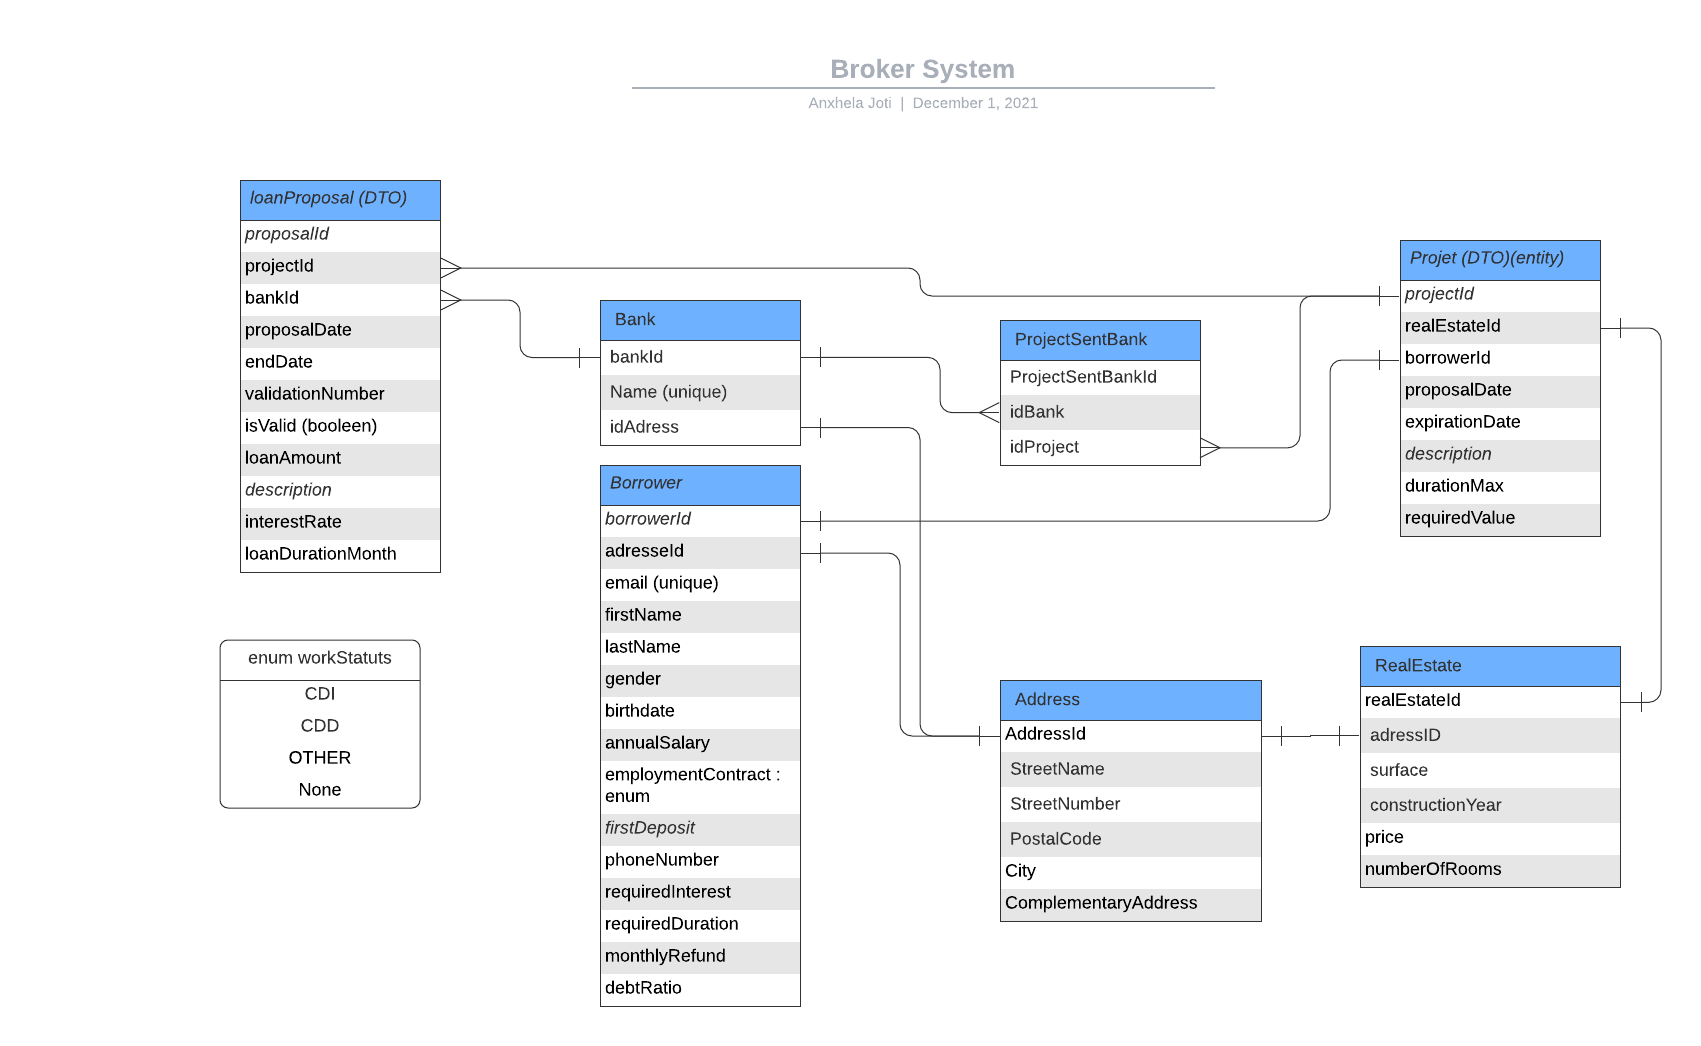 Broker System
Anxhela Joti | December 1, 2021
loanProposal (DTO)
proposalId
projectId
bankId
proposalDate
endDate
validationNumber
isValid (booleen)
loanAmount
description
interestRate
loanDurationMonth
enum workStatuts
CDI
CDD
OTHER
None
Bank
bankId
Name (unique)
idAdress
Borrower
borrowerId
adresseId
email (unique)
firstName
lastName
gender
birthdate
annualSalary
employmentContract :
enum
firstDeposit
phoneNumber
requiredInterest
requiredDuration
monthlyRefund
debtRatio
ProjectSentBank
ProjectSentBankId
idBank
idProject
Address
AddressId
StreetName
StreetNumber
PostalCode
City
ComplementaryAddress
Projet (DTO)(entity)
projectId
realEstateId
borrowerId
proposalDate
expirationDate
description
durationMax
requiredValue
RealEstate
realEstateId
adressID
surface
constructionYear
price
numberOfRooms